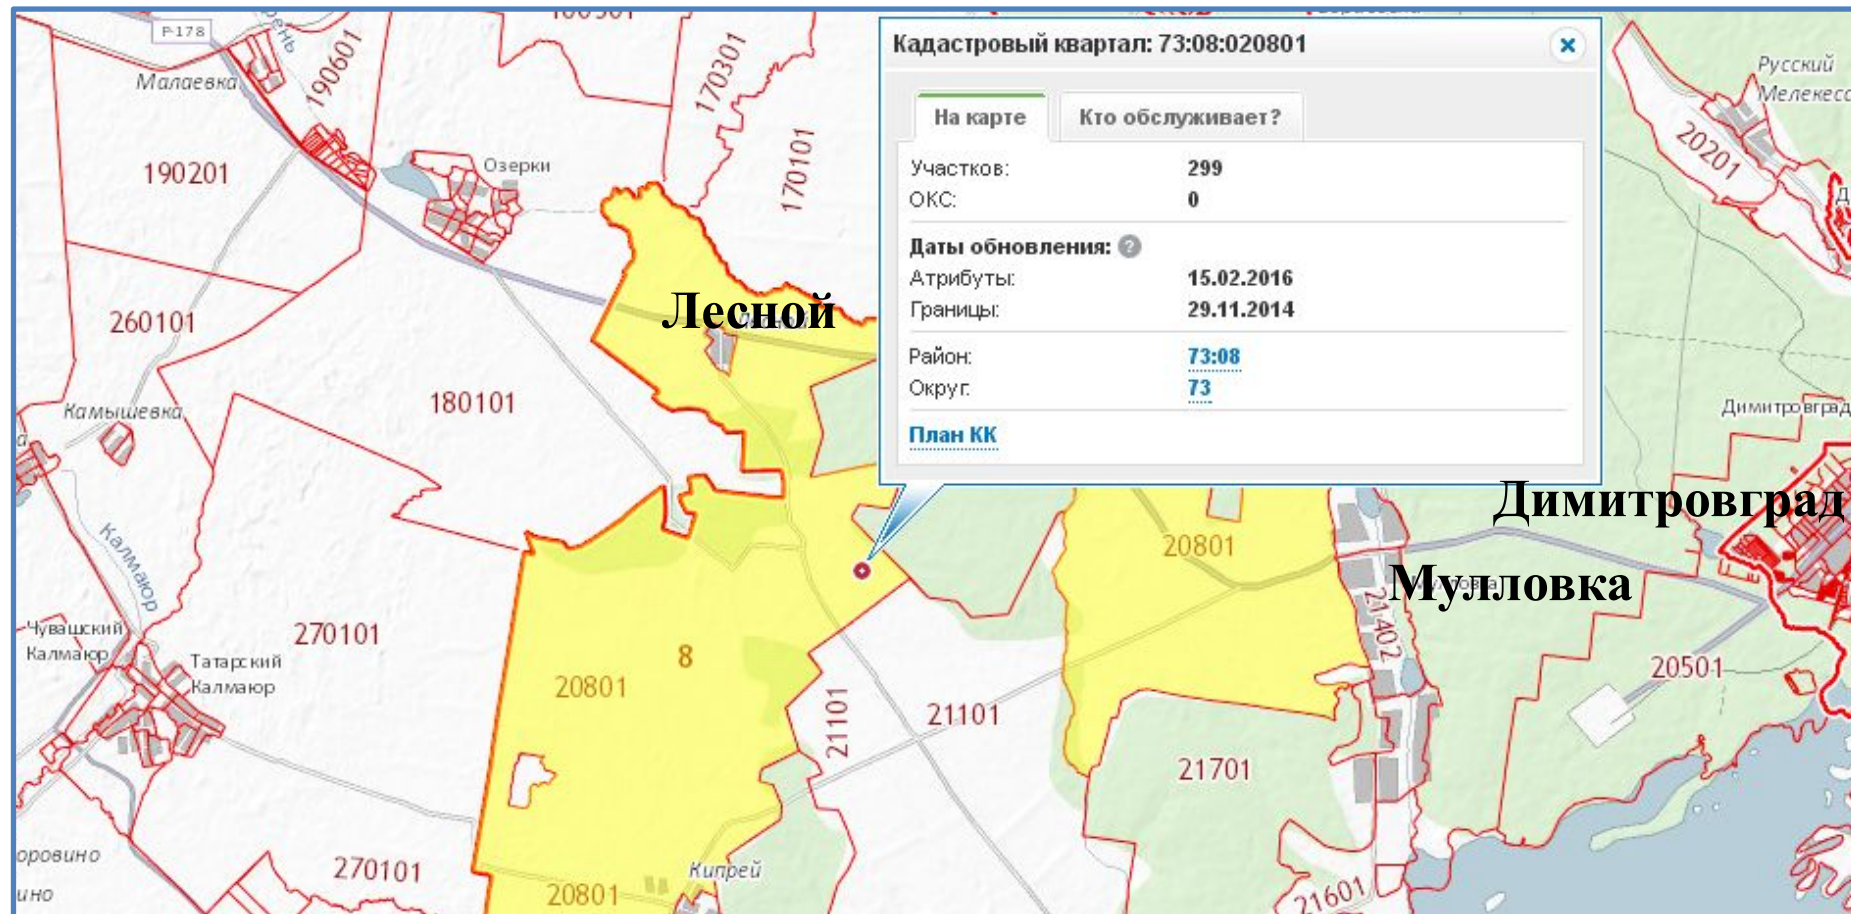 Р-178
Малаевка
190601
100501
170301
170101
190201
Озерки
260101
Камышевка
180101
Лесной
Кадастровый квартал: 73:08:020801
На карте
Кто обслуживает?
Участков: 299
ОКС: 0
Даты обновления: ?
Атрибуты: 15.02.2016
Границы: 29.11.2014
Район: 73:08
Округ: 73
План КК
Русский
Мелекесс
20201
Димитровград
Димитровград
Мулловка
20801
21402
Калмаюр
Чувашский
Калмаюр
Татарский
Калмаюр
270101
8
20801
21101
21101
20501
21701
оровино
ино
270101
20801
Кипрей
21601